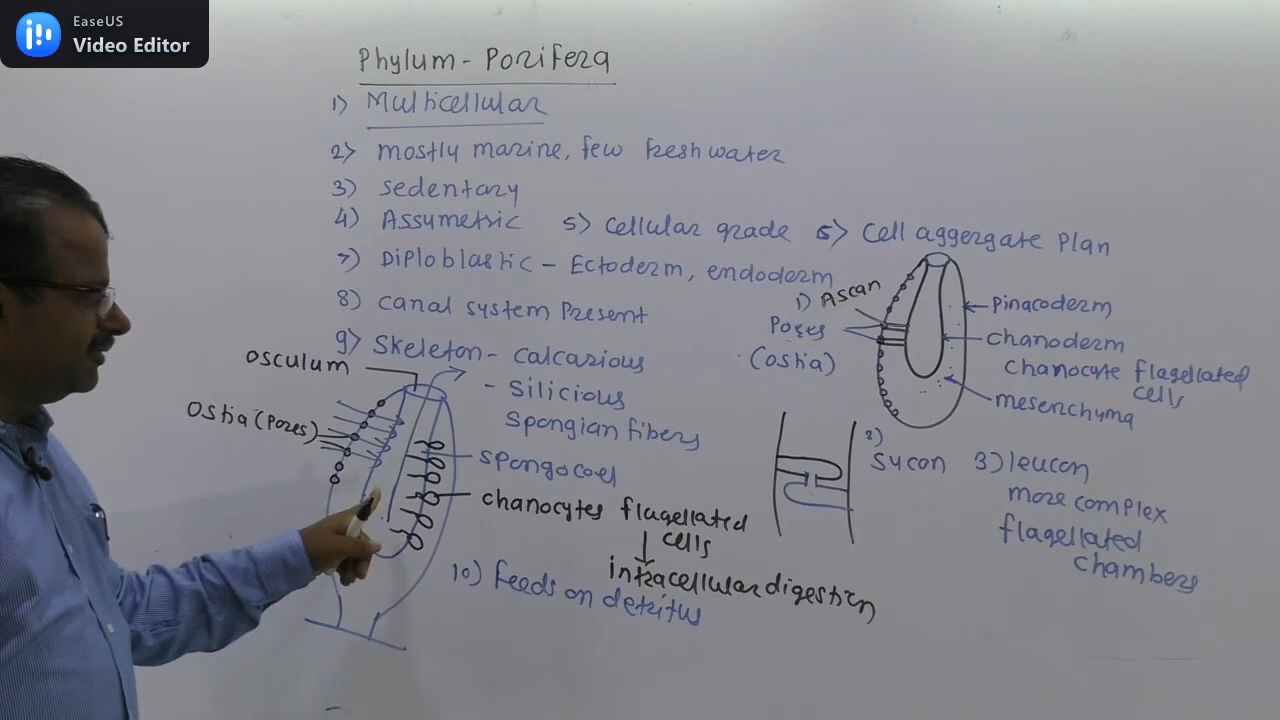 EaseUS
Video Editor
Phylum - Porifera
1) Multicellular
2) mostly marine, few freshwater
3) sedentary
4) Assumetric 5) cellular grade 6) Cell aggergate Plan
7) Diploblastic - Ectoderm, endoderm
8) canal system Present
9) Skeleton - calcarious
- Silicious
Spongian fibers
osculum
Ostia (Pores)
spongocoel
chanocytes flagellated
cells
intracellular digestion
10) feeds on detritus
1) Ascan
Pores
(ostia)
Pinacoderm
chanoderm
chanocyte flagellated
cells
mesenchyma
2)
Sycon 3) leucon
more complex
flagellated
chambers